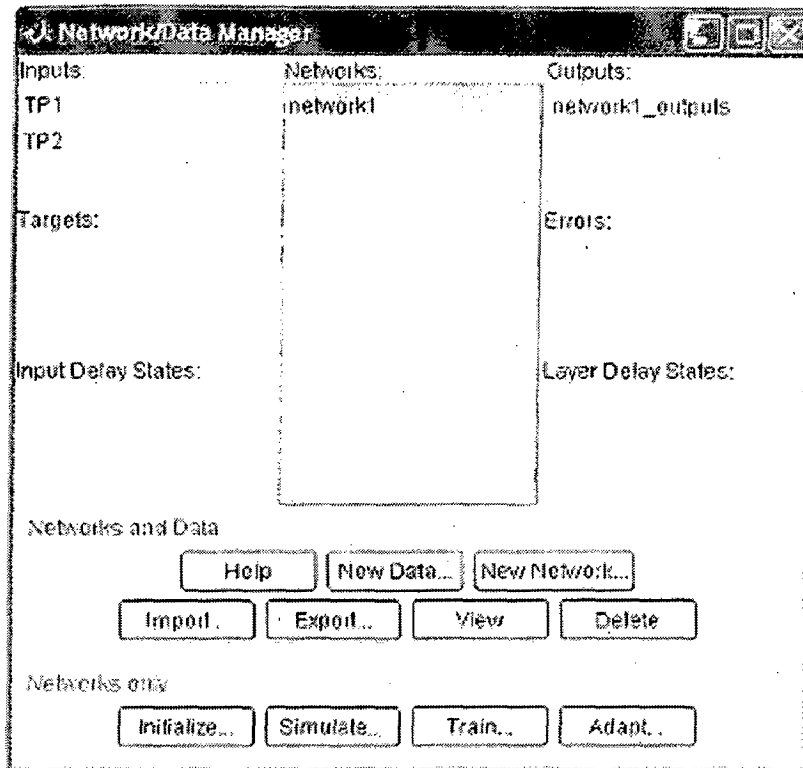 Network/Data Manager
Inputs: Networks: Outputs:
TP1 network1 network1_outputs
TP2
Targets: Errors:
Input Delay States: Layer Delay States:
Networks and Data
Help New Data... New Network...
Import... Export... View Delete
Networks only
Initialize... Simulate... Train... Adapt...